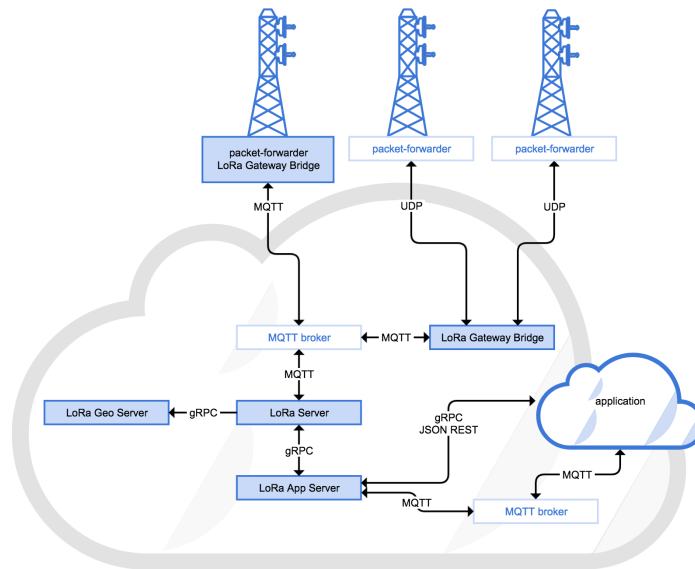 packet-forwarder
LoRa Gateway Bridge
packet-forwarder
packet-forwarder
MQTT
UDP
UDP
MQTT broker
MQTT
LoRa Gateway Bridge
MQTT
LoRa Geo Server
gRPC
LoRa Server
gRPC
JSON REST
application
gRPC
LoRa App Server
MQTT
MQTT
MQTT broker